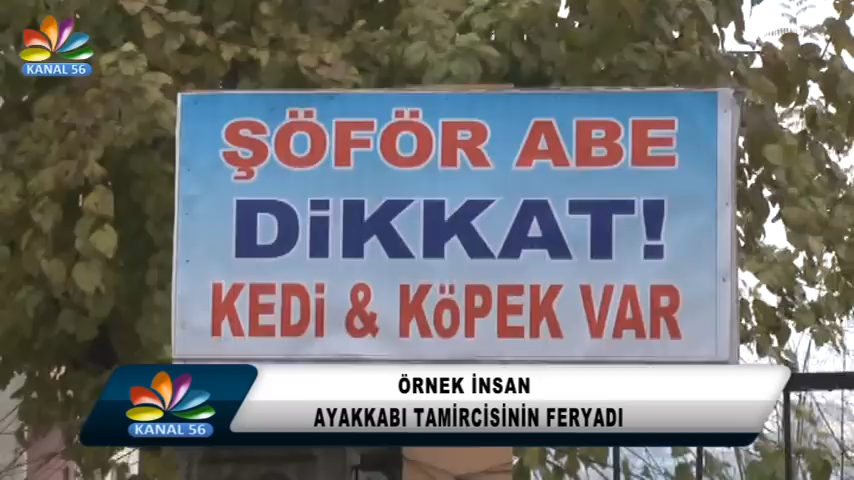 KANAL 56
ŞÖFÖR ABE
DiKKAT!
KEDi & KöPEK VAR
ÖRNEK İNSAN
AYAKKABI TAMİRCİSİNİN FERYADI
KANAL 56